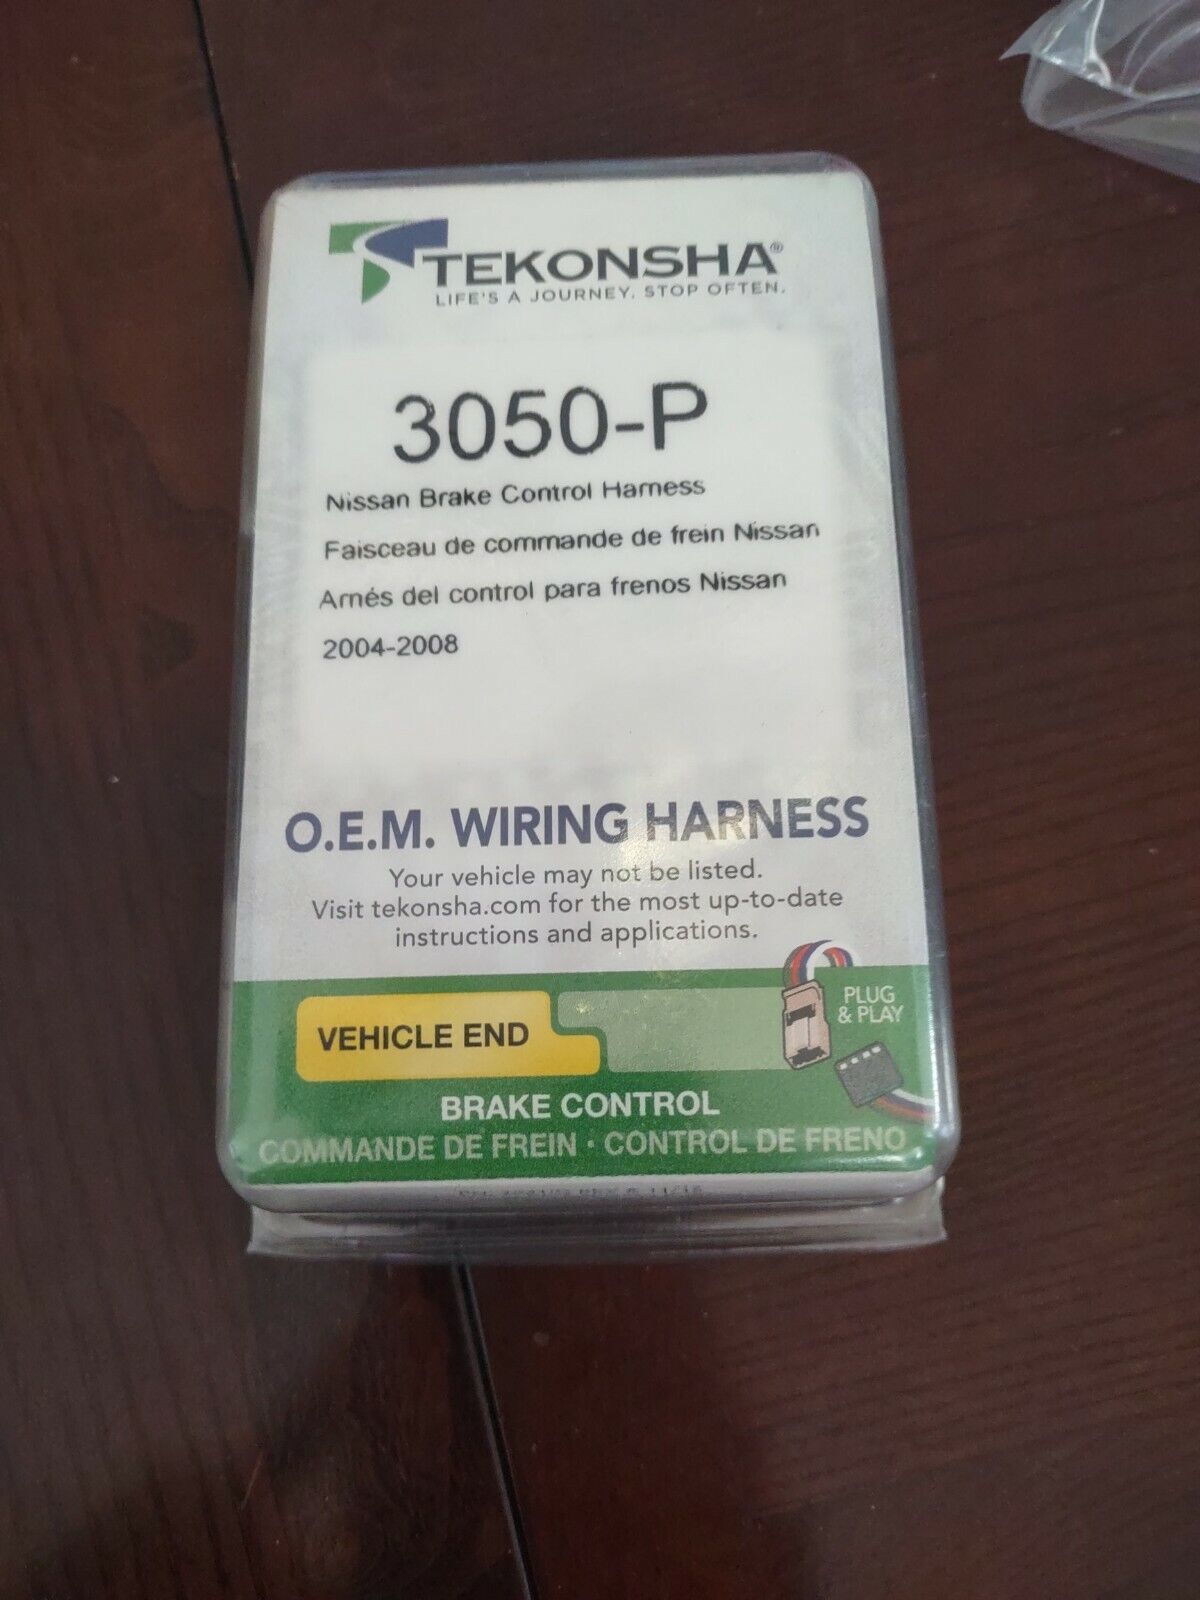 TEKONSHA®
LIFE'S A JOURNEY. STOP OFTEN.
3050-P
Nissan Brake Control Harness
Faisceau de commande de frein Nissan
Arnés del control para frenos Nissan
2004-2008
O.E.M. WIRING HARNESS
Your vehicle may not be listed.
Visit tekonsha.com for the most up-to-date
instructions and applications.
PLUG
& PLAY
VEHICLE END
BRAKE CONTROL
COMMANDE DE FREIN · CONTROL DE FRENO